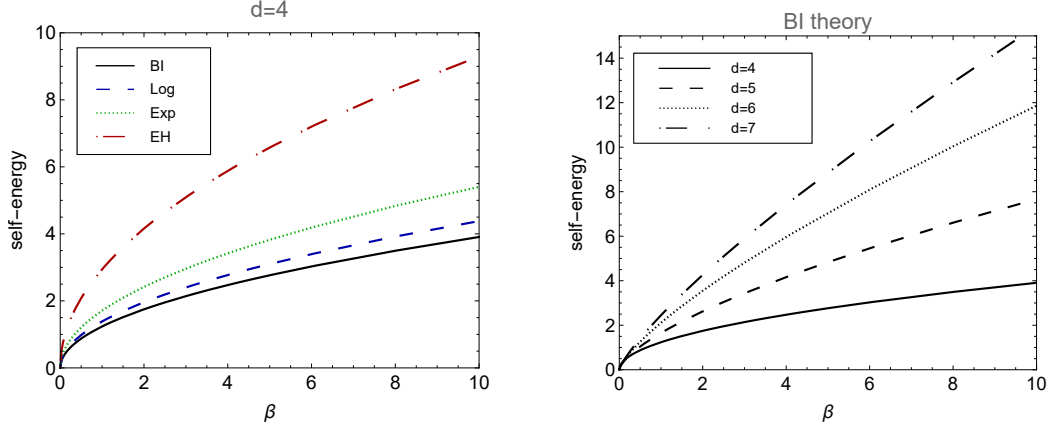 d=4
10
8
6
4
2
0
self-energy
BI
Log
Exp
EH
0 2 4 6 8 10
β
BI theory
14
12
10
8
6
4
2
0
self-energy
d=4
d=5
d=6
d=7
0 2 4 6 8 10
β